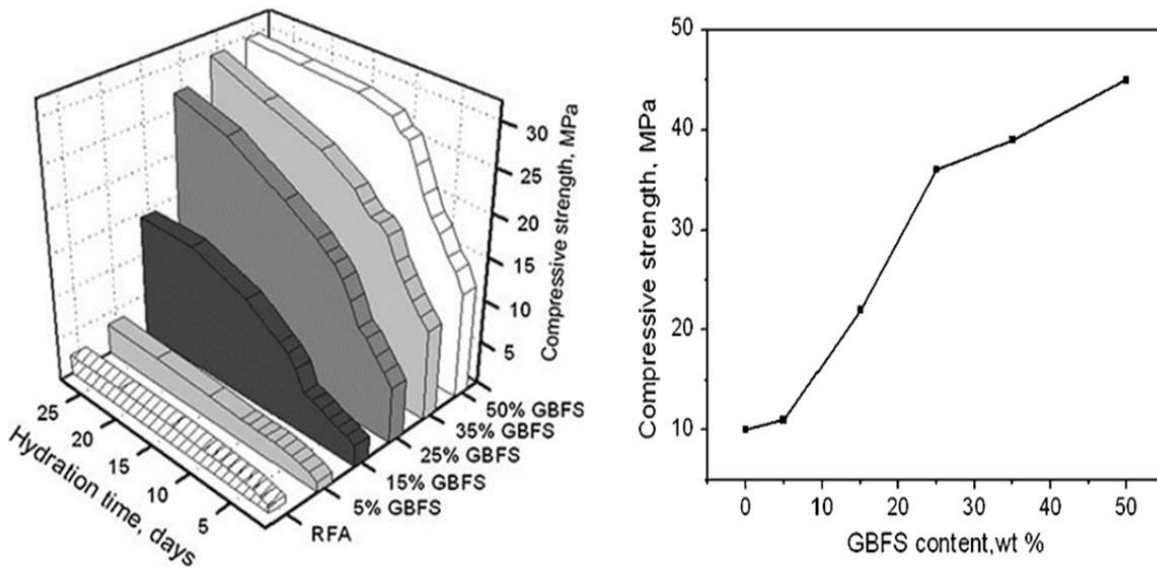 30
25
20
15
10
5
Compressive strength, MPa
50% GBFS
35% GBFS
25% GBFS
15% GBFS
5% GBFS
RFA
25
20
15
10
5
Hydration time, days
50
40
30
20
10
Compressive strength, MPa
0 10 20 30 40 50
GBFS content,wt %